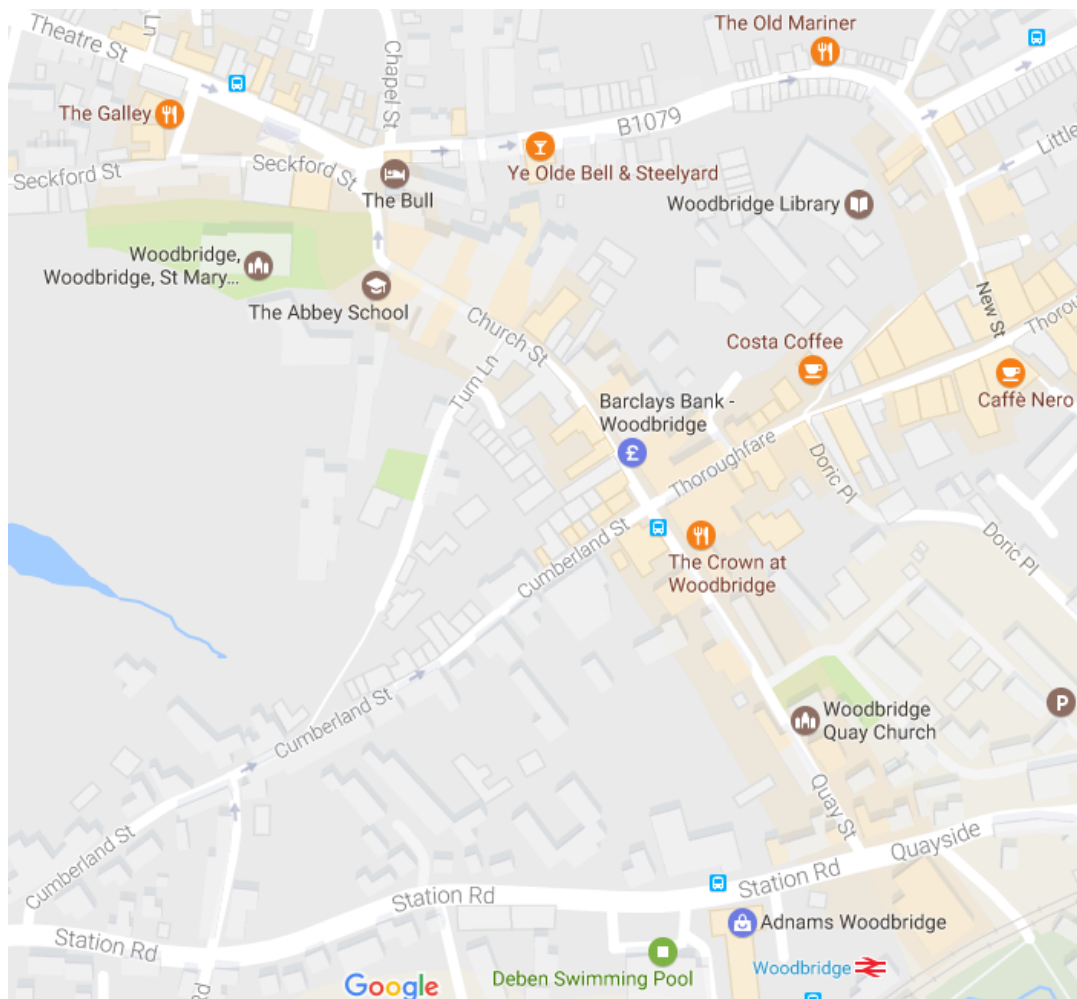 The Old Mariner
Theatre St
Ln
Chapel St
The Galley
B1079
Little
Seckford St
Seckford St
Ye Olde Bell & Steelyard
The Bull
Woodbridge Library
Woodbridge,
Woodbridge, St Mary...
The Abbey School
New St
Church St
Thorou
Costa Coffee
Turn Ln
Barclays Bank -
Woodbridge
£
Caffè Nero
Thoroughfare
Doric Pl
Cumberland St
Doric Pl
The Crown at
Woodbridge
P
Woodbridge
Quay Church
Cumberland St
Quay St
Cumberland St
Quayside
Station Rd
Station Rd
Adnams Woodbridge
Station Rd
Woodbridge
Deben Swimming Pool
Rd
Google